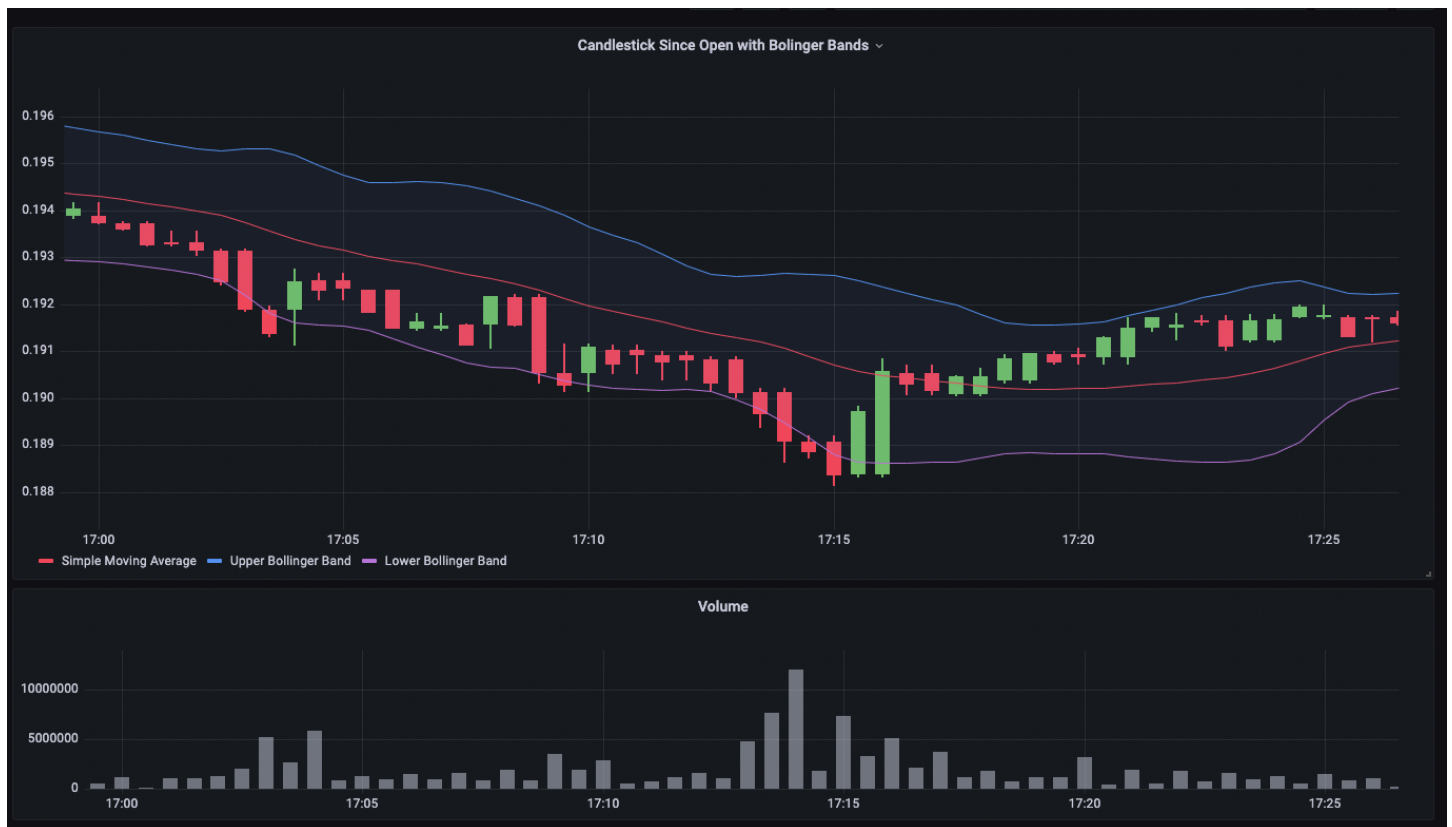 Candlestick Since Open with Bolinger Bands
0.196
0.195
0.194
0.193
0.192
0.191
0.190
0.189
0.188
17:00 17:05 17:10 17:15 17:20 17:25
Simple Moving Average Upper Bollinger Band Lower Bollinger Band
Volume
10000000
5000000
0
17:00 17:05 17:10 17:15 17:20 17:25